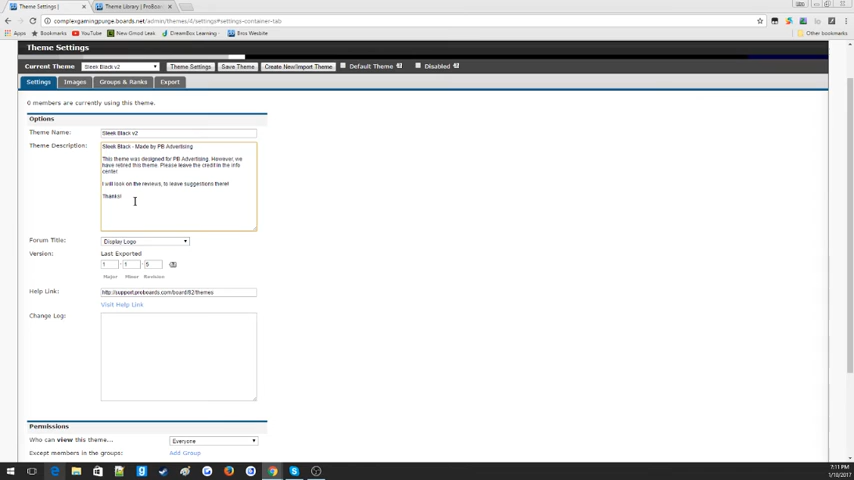 Theme Settings |
Theme Library | ProBoards
complexgamingpurge.boards.net/admin/themes/4/settings#settings-container-tab
Apps
Bookmarks
YouTube
New Gmod Leak
DreamBox Learning
Bros Wesbite
Other bookmarks
Theme Settings
Current Theme
Sleek Black v2
Theme Settings
Save Theme
Create New/Import Theme
Default Theme
Disabled
Settings
Images
Groups & Ranks
Export
0 members are currently using this theme.
Options
Theme Name:
Sleek Black v2
Theme Description:
Sleek Black - Made by PB Advertising
This theme was designed for PB Advertising. However, we
have retired this theme. Please leave the credit in the info
center.
I will look on the reviews, to leave suggestions there!
Thanks!
Forum Title:
Display Logo
Version:
Last Exported
1 . 1 . 5
Major Minor Revision
Help Link:
http://support.proboards.com/board/82/themes
Visit Help Link
Change Log:
Permissions
Who can view this theme...
Everyone
Except members in the groups:
Add Group
7:11 PM
1/10/2017